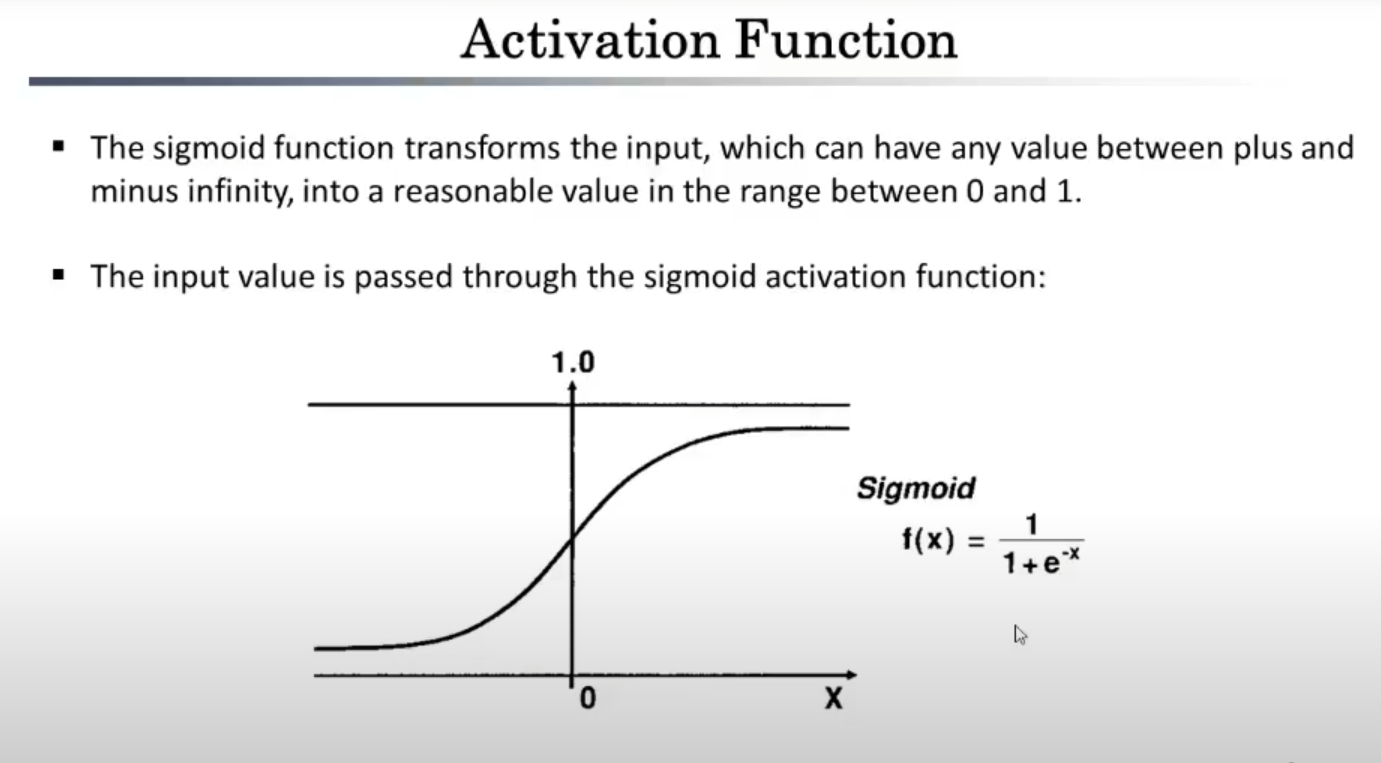 Activation Function
▪ The sigmoid function transforms the input, which can have any value between plus and
minus infinity, into a reasonable value in the range between 0 and 1.
▪ The input value is passed through the sigmoid activation function:
1.0
Sigmoid
f(x) = 1 / 1+e^-x
0
X